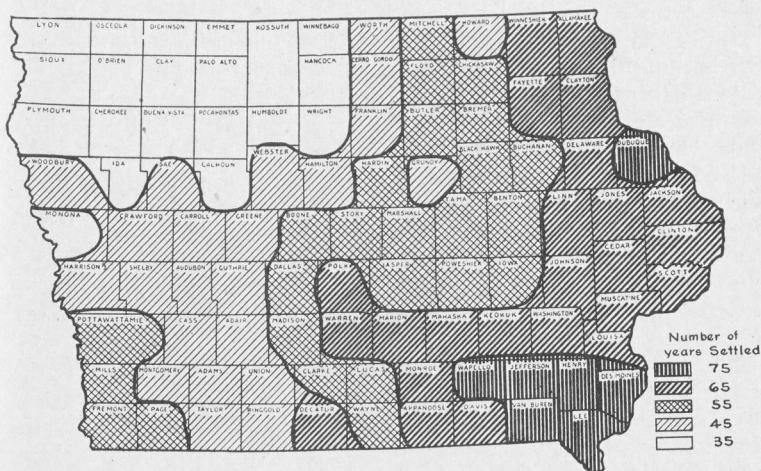 LYON OSCEOLA DICKINSON EMMET KOSSUTH WINNEBAGO WORTH MITCHELL HOWARD WINNESHIEK ALLAMAKEE
SIOUX O'BRIEN CLAY PALO ALTO HANCOCK CERRO GORDO FLOYD CHICKASAW
FAYETTE CLAYTON
PLYMOUTH CHEROKEE BUENA VISTA POCAHONTAS HUMBOLDT WRIGHT FRANKLIN BUTLER BREMER
WOODBURY IDA SAC CALHOUN WEBSTER HAMILTON HARDIN GRUNDY BLACK HAWK BUCHANAN DELAWARE DUBUQUE
MONONA CRAWFORD CARROLL GREENE BOONE STORY MARSHALL TAMA BENTON LINN JONES JACKSON
CLINTON
CEDAR
HARRISON SHELBY AUDUBON GUTHRIE DALLAS POLK JASPER POWESHIEK IOWA JOHNSON SCOTT
MUSCATINE
POTTAWATTAMIE CASS ADAIR MADISON WARREN MARION MAHASKA KEOKUK WASHINGTON
LOUISA
MILLS MONTGOMERY ADAMS UNION CLARKE LUCAS MONROE WAPELLO JEFFERSON HENRY DES MOINES
FREMONT PAGE TAYLOR RINGGOLD DECATUR WAYNE APPANOOSE DAVIS VAN BUREN LEE
Number of
years Settled
75
65
55
45
35